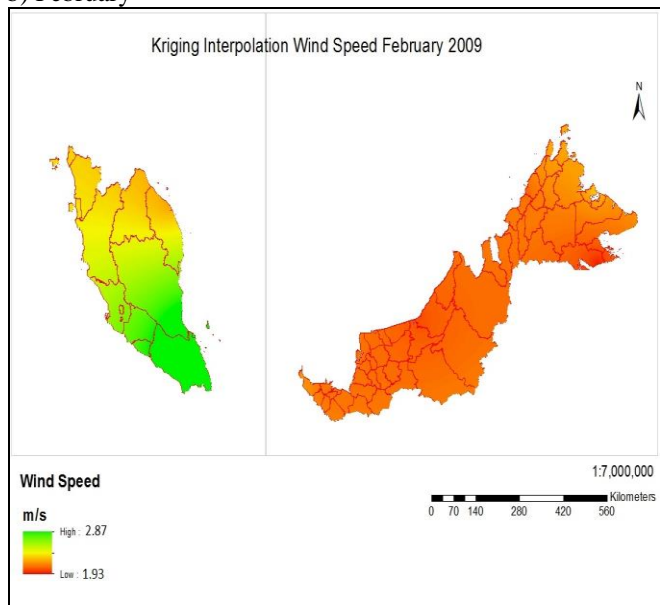 b) February
Kriging Interpolation Wind Speed February 2009
N
1:7,000,000
Kilometers
0 70 140 280 420 560
Wind Speed
m/s
High : 2.87
Low : 1.93